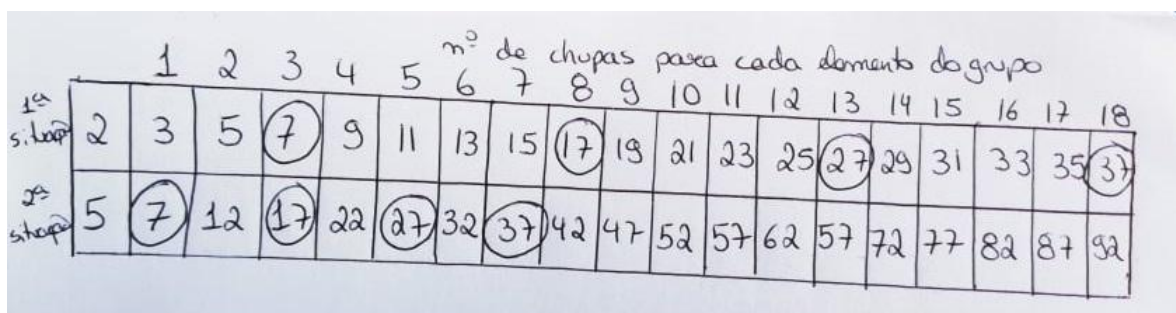 nº de chupas para cada elemento do grupo
1 2 3 4 5 6 7 8 9 10 11 12 13 14 15 16 17 18
1ª situação 2 3 5 7 9 11 13 15 17 19 21 23 25 27 29 31 33 35 37
2ª situação 5 7 12 17 22 27 32 37 42 47 52 57 62 57 72 77 82 87 92